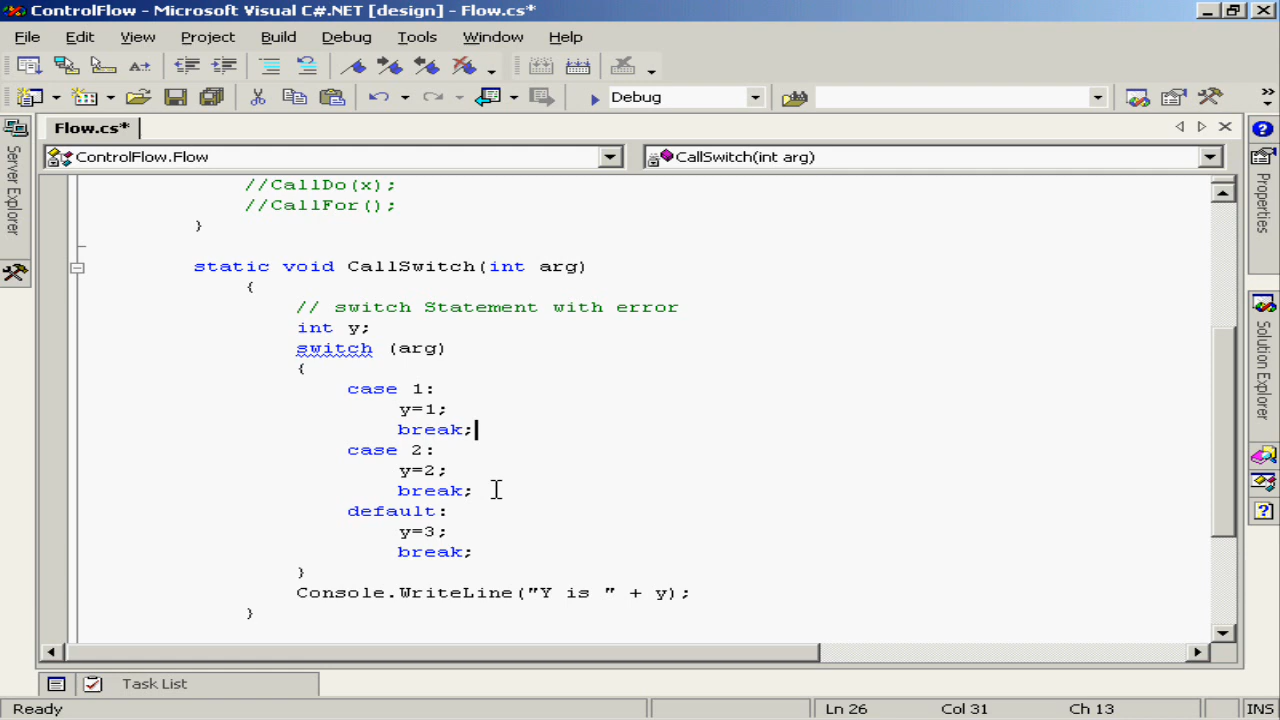 ControlFlow - Microsoft Visual C#.NET [design] - Flow.cs*
File Edit View Project Build Debug Tools Window Help
Debug
Flow.cs*
ControlFlow.Flow CallSwitch(int arg)
Server Explorer
Properties
Solution Explorer
//CallDo(x);
//CallFor();
}
static void CallSwitch(int arg)
{
// switch Statement with error
int y;
switch (arg)
{
case 1:
y=1;
break;
case 2:
y=2;
break;
default:
y=3;
break;
}
Console.WriteLine("Y is " + y);
}
Task List
Ready Ln 26 Col 31 Ch 13 INS